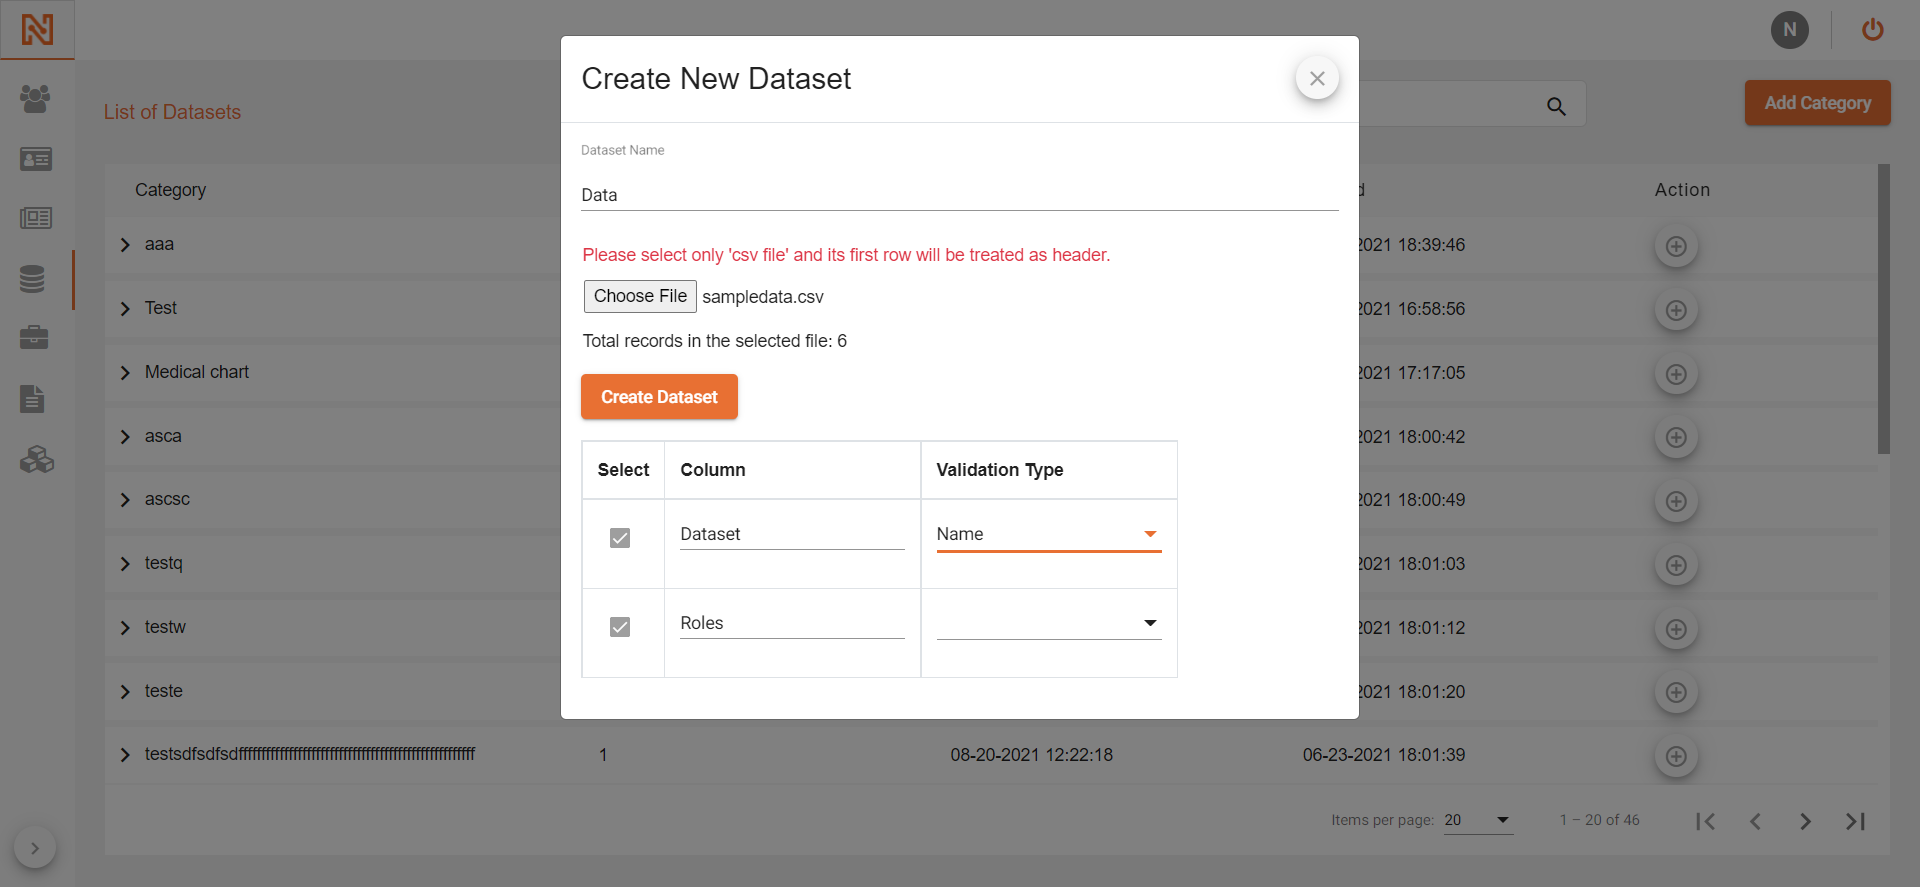 N
N
List of Datasets
Add Category
Category
d
Action
aaa
2021 18:39:46
Test
2021 16:58:56
Medical chart
2021 17:17:05
asca
2021 18:00:42
ascsc
2021 18:00:49
testq
2021 18:01:03
testw
2021 18:01:12
teste
2021 18:01:20
1
08-20-2021 12:22:18
06-23-2021 18:01:39
Items per page: 20
1 – 20 of 46
Create New Dataset
Dataset Name
Data
Please select only 'csv file' and its first row will be treated as header.
Choose File sampledata.csv
Total records in the selected file: 6
Create Dataset
Select Column Validation Type
Dataset Name
Roles